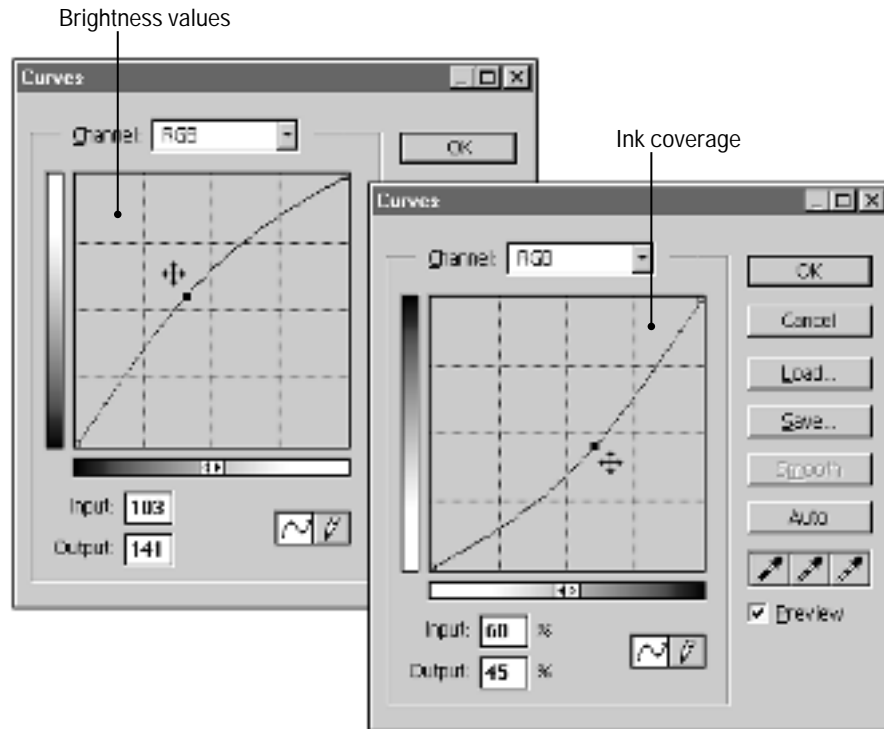 Brightness values
Curves
Channel: RGB
OK
Input: 103
Output: 141
Ink coverage
Curves
Channel: RGB
OK
Cancel
Load...
Save...
Smooth
Auto
Preview
Input: 60 %
Output: 45 %